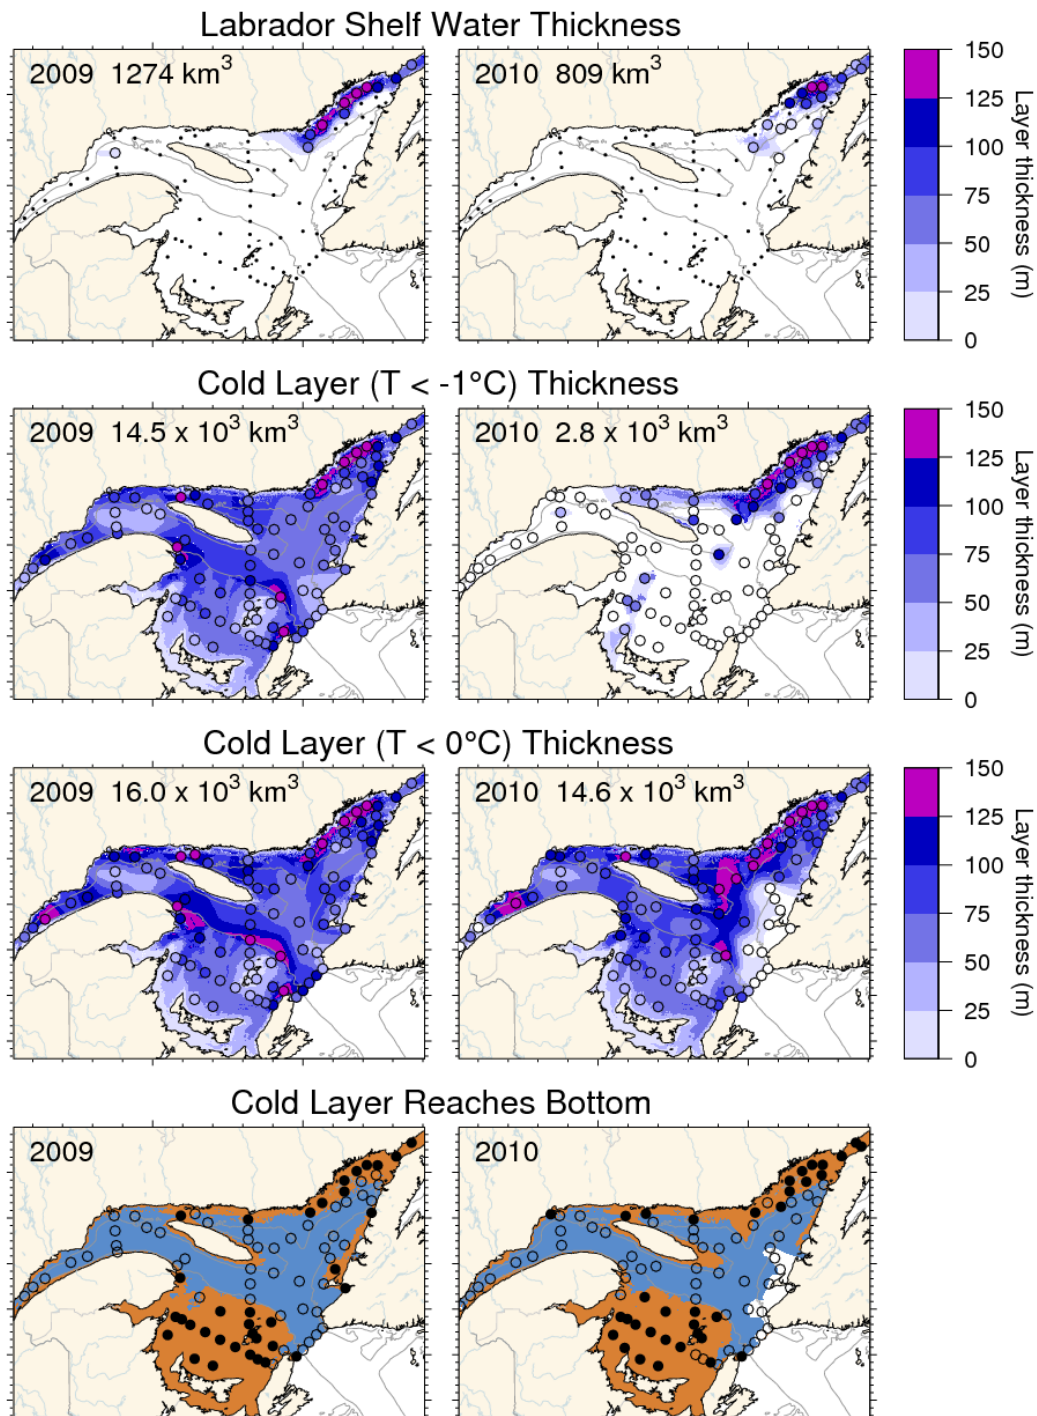 Labrador Shelf Water Thickness
2009 1274 km³
2010 809 km³
150
125
100
75
50
25
0
Layer thickness (m)
Cold Layer (T < -1°C) Thickness
2009 14.5 x 10³ km³
2010 2.8 x 10³ km³
150
125
100
75
50
25
0
Layer thickness (m)
Cold Layer (T < 0°C) Thickness
2009 16.0 x 10³ km³
2010 14.6 x 10³ km³
150
125
100
75
50
25
0
Layer thickness (m)
Cold Layer Reaches Bottom
2009
2010